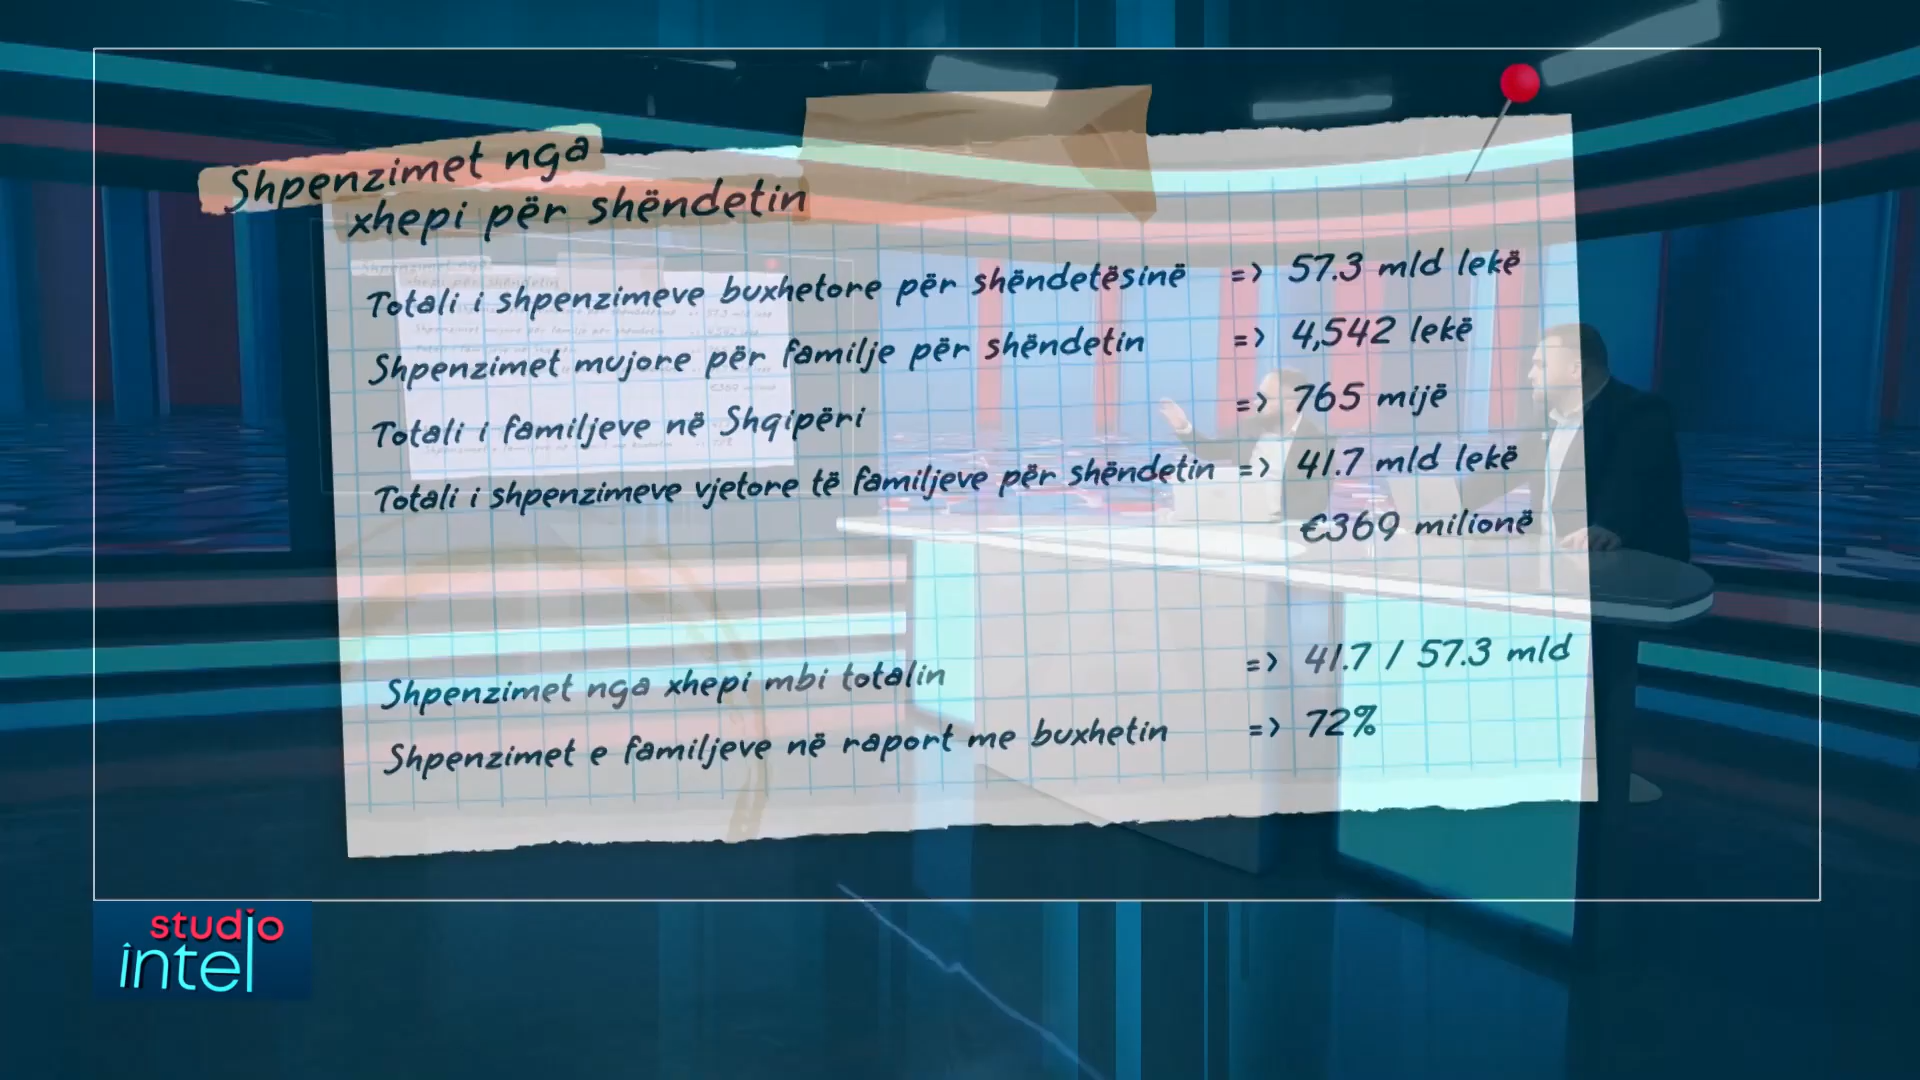 Shpenzimet nga
xhepi për shëndetin
Totali i shpenzimeve buxhetore për shëndetësinë => 57.3 mld lekë
Shpenzimet mujore për familje për shëndetin => 4,542 lekë
Totali i familjeve në Shqipëri => 765 mijë
Totali i shpenzimeve vjetore të familjeve për shëndetin => 41.7 mld lekë
€369 milionë
Shpenzimet nga xhepi mbi totalin => 41.7 / 57.3 mld
Shpenzimet e familjeve në raport me buxhetin => 72%
studio
intel